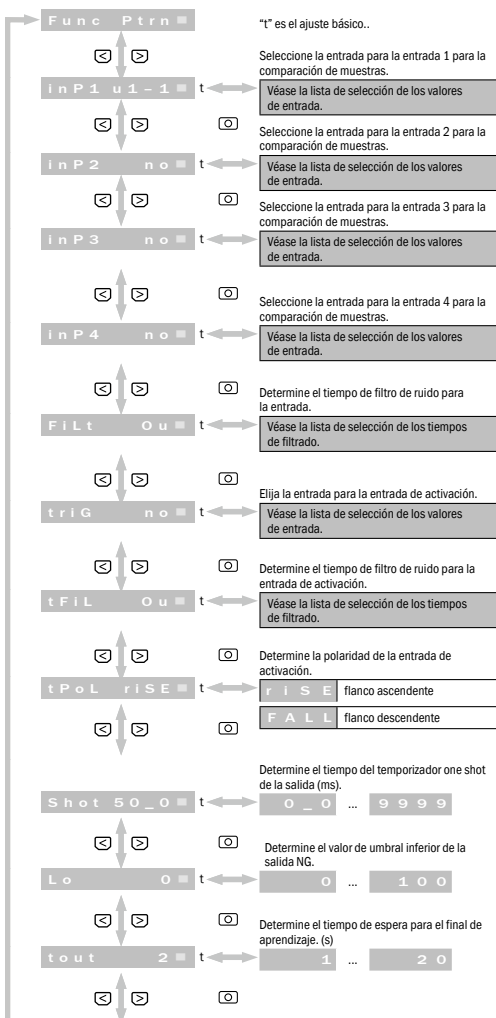 Func Ptrn
"t" es el ajuste básico..
< >
Seleccione la entrada para la entrada 1 para la
comparación de muestras.
inP1 u1-1 t
Véase la lista de selección de los valores
de entrada.
< > O
Seleccione la entrada para la entrada 2 para la
comparación de muestras.
inP2 no t
Véase la lista de selección de los valores
de entrada.
< > O
Seleccione la entrada para la entrada 3 para la
comparación de muestras.
inP3 no t
Véase la lista de selección de los valores
de entrada.
< > O
Seleccione la entrada para la entrada 4 para la
comparación de muestras.
inP4 no t
Véase la lista de selección de los valores
de entrada.
< > O
Determine el tiempo de filtro de ruido para
la entrada.
FiLt 0u t
Véase la lista de selección de los tiempos
de filtrado.
< > O
Elija la entrada para la entrada de activación.
triG no t
Véase la lista de selección de los valores
de entrada.
< > O
Determine el tiempo de filtro de ruido para la
entrada de activación.
tFiL 0u t
Véase la lista de selección de los tiempos
de filtrado.
< > O
Determine la polaridad de la entrada de
activación.
tPoL riSE t
riSE flanco ascendente
FALL flanco descendente
< > O
Determine el tiempo del temporizador one shot
de la salida (ms).
Shot 50_0 t
0_0 ... 9999
< > O
Determine el valor de umbral inferior de la
salida NG.
Lo 0 t
0 ... 100
< > O
Determine el tiempo de espera para el final de
aprendizaje. (s)
tout 2 t
1 ... 20
< > O